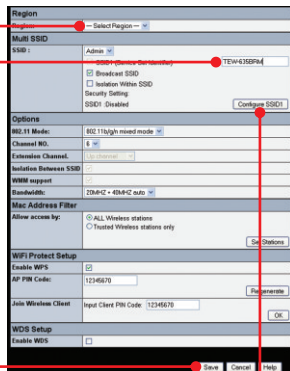 Region
Region: -- Select Region --
Multi SSID
SSID : Admin
SSID1 (Service Set Identifier) TEW-635BRM
Broadcast SSID
Isolation Within SSID
Security Setting:
SSID1 :Disabled Configure SSID1
Options
802.11 Mode: 802.11b/g/n mixed mode
Channel NO. 6
Extension Channel. Up channel
Isolation Between SSID
WMM support
Bandwidth: 20MHZ + 40MHZ auto
Mac Address Filter
Allow access by: ALL Wireless stations
Trusted Wireless stations only
Set Stations
WiFi Protect Setup
Enable WPS
AP PIN Code: 12345670
Regenerate
Join Wireless Client Input Client PIN Code: 12345670
OK
WDS Setup
Enable WDS
Save Cancel Help